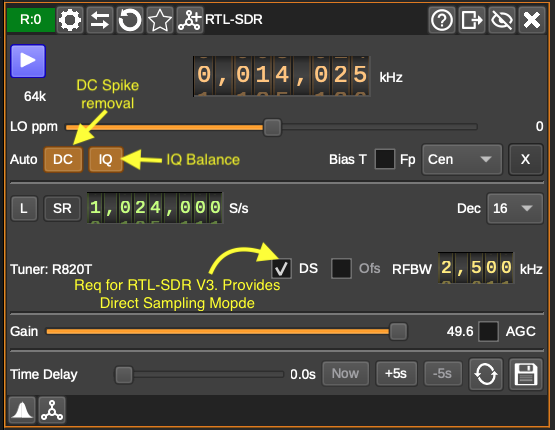 R:0 RTL-SDR
0,014,025 kHz
64k
DC Spike
removal
LO ppm 0
Auto DC IQ IQ Balance Bias T Fp Cen X
L SR 1,024,000 S/s Dec 16
Tuner: R820T DS Ofs RFBW 2,500 kHz
Req for RTL-SDR V3. Provides
Direct Sampling Mopde
Gain 49.6 AGC
Time Delay 0.0s Now +5s -5s